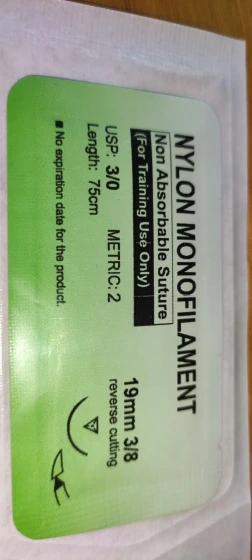 NYLON MONOFILAMENT
Non Absorbable Suture
(For Training Use Only)
USP: 3/0 METRIC: 2
Length: 75cm
■ No expiration date for the product.
19mm 3/8
reverse cutting